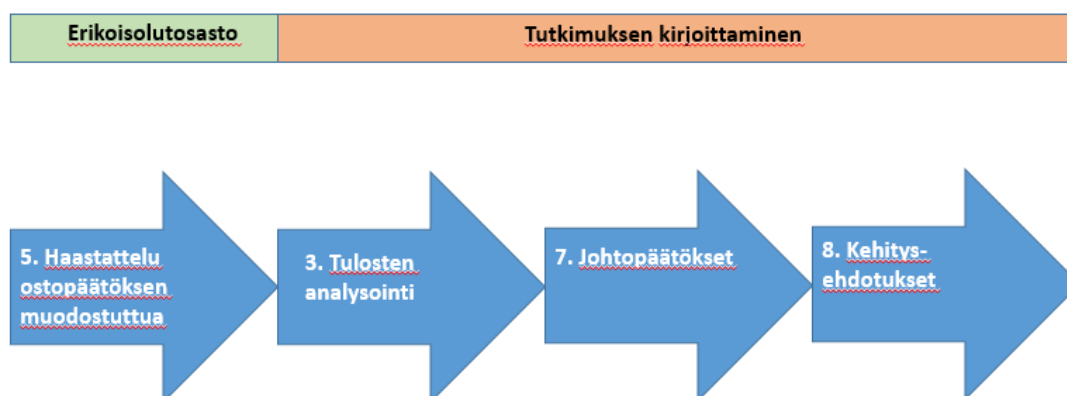 Erikoisolutosasto
Tutkimuksen kirjoittaminen
5. Haastattelu
ostopäätöksen
muodostuttua
3. Tulosten
analysointi
7. Johtopäätökset
8. Kehitys-
ehdotukset